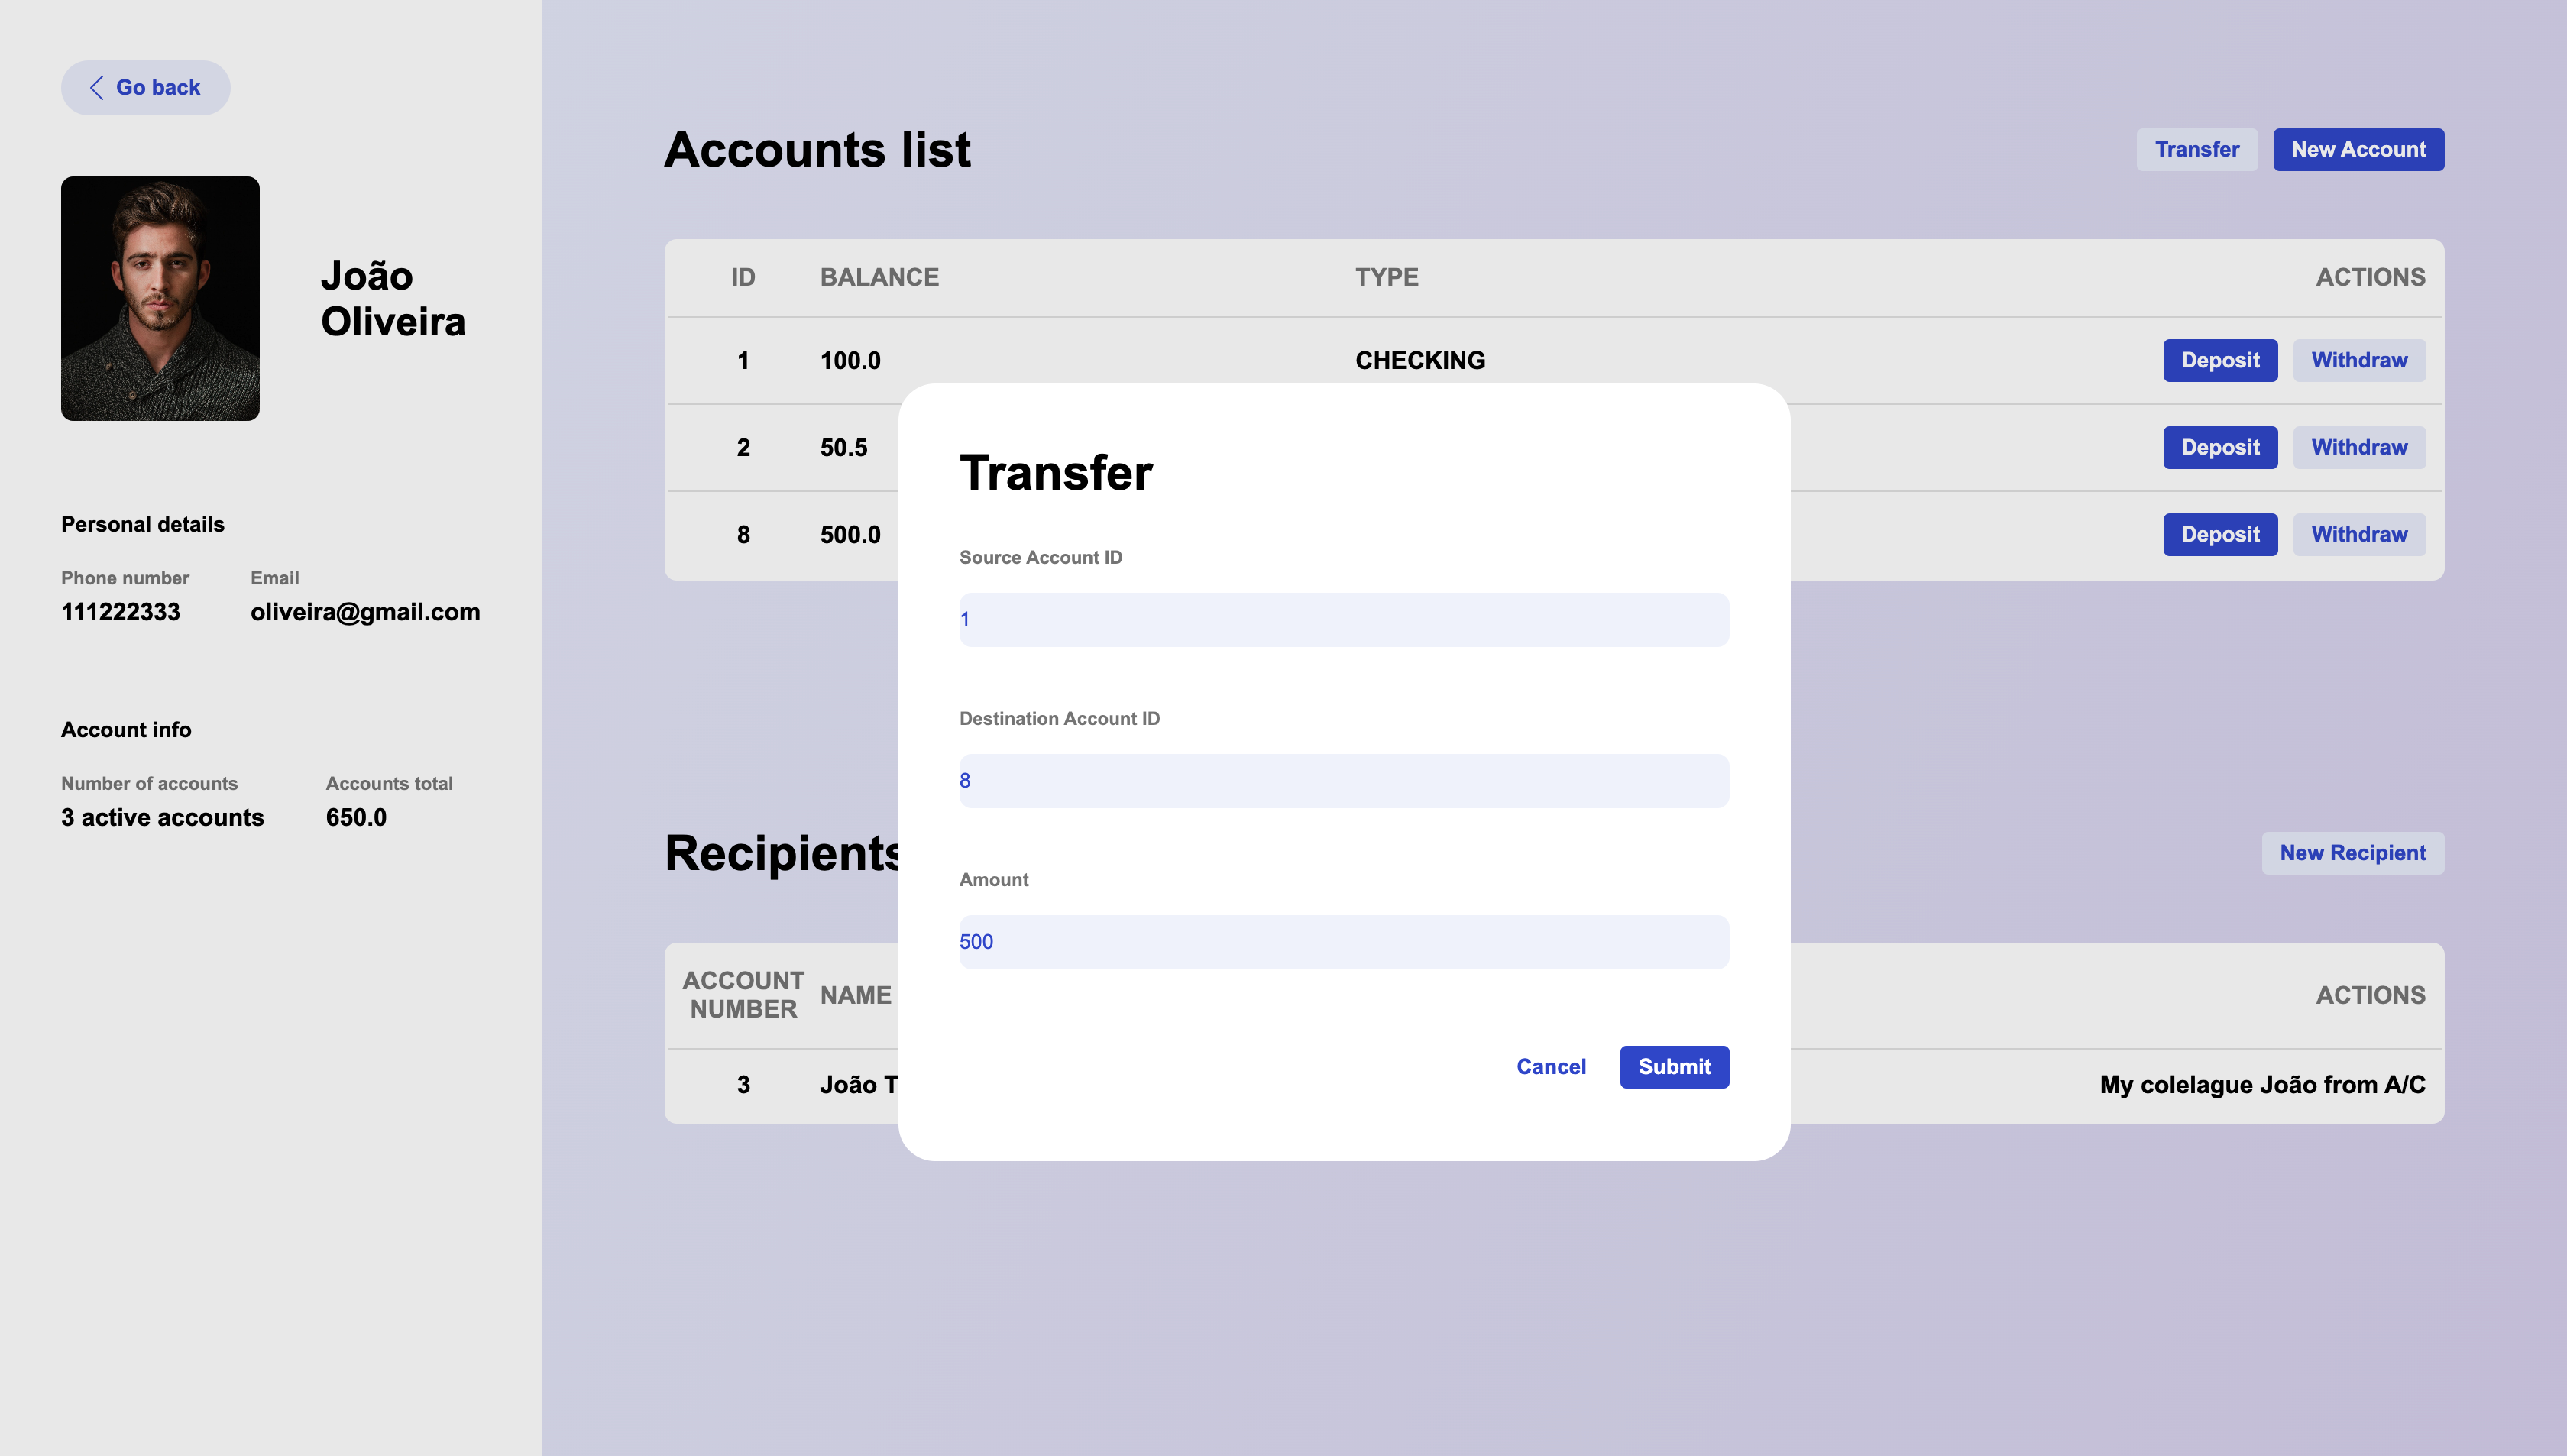 Go back
João
Oliveira
Personal details
Phone number Email
111222333 oliveira@gmail.com
Account info
Number of accounts Accounts total
3 active accounts 650.0
Accounts list
Transfer New Account
ID BALANCE TYPE ACTIONS
1 100.0 CHECKING Deposit Withdraw
2 50.5 Deposit Withdraw
8 500.0 Deposit Withdraw
Recipients
New Recipient
ACCOUNT NUMBER NAME ACTIONS
3 João My colelague João from A/C
Transfer
Source Account ID
1
Destination Account ID
8
Amount
500
Cancel Submit